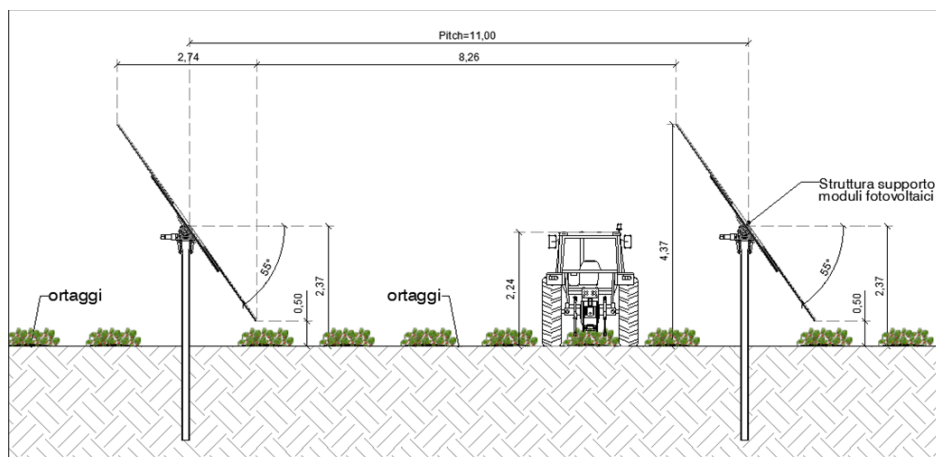 Pitch=11,00
2,74
8,26
Struttura supporto
moduli fotovoltaici
55°
2,37
0,50
2,24
4,37
55°
2,37
0,50
ortaggi
ortaggi